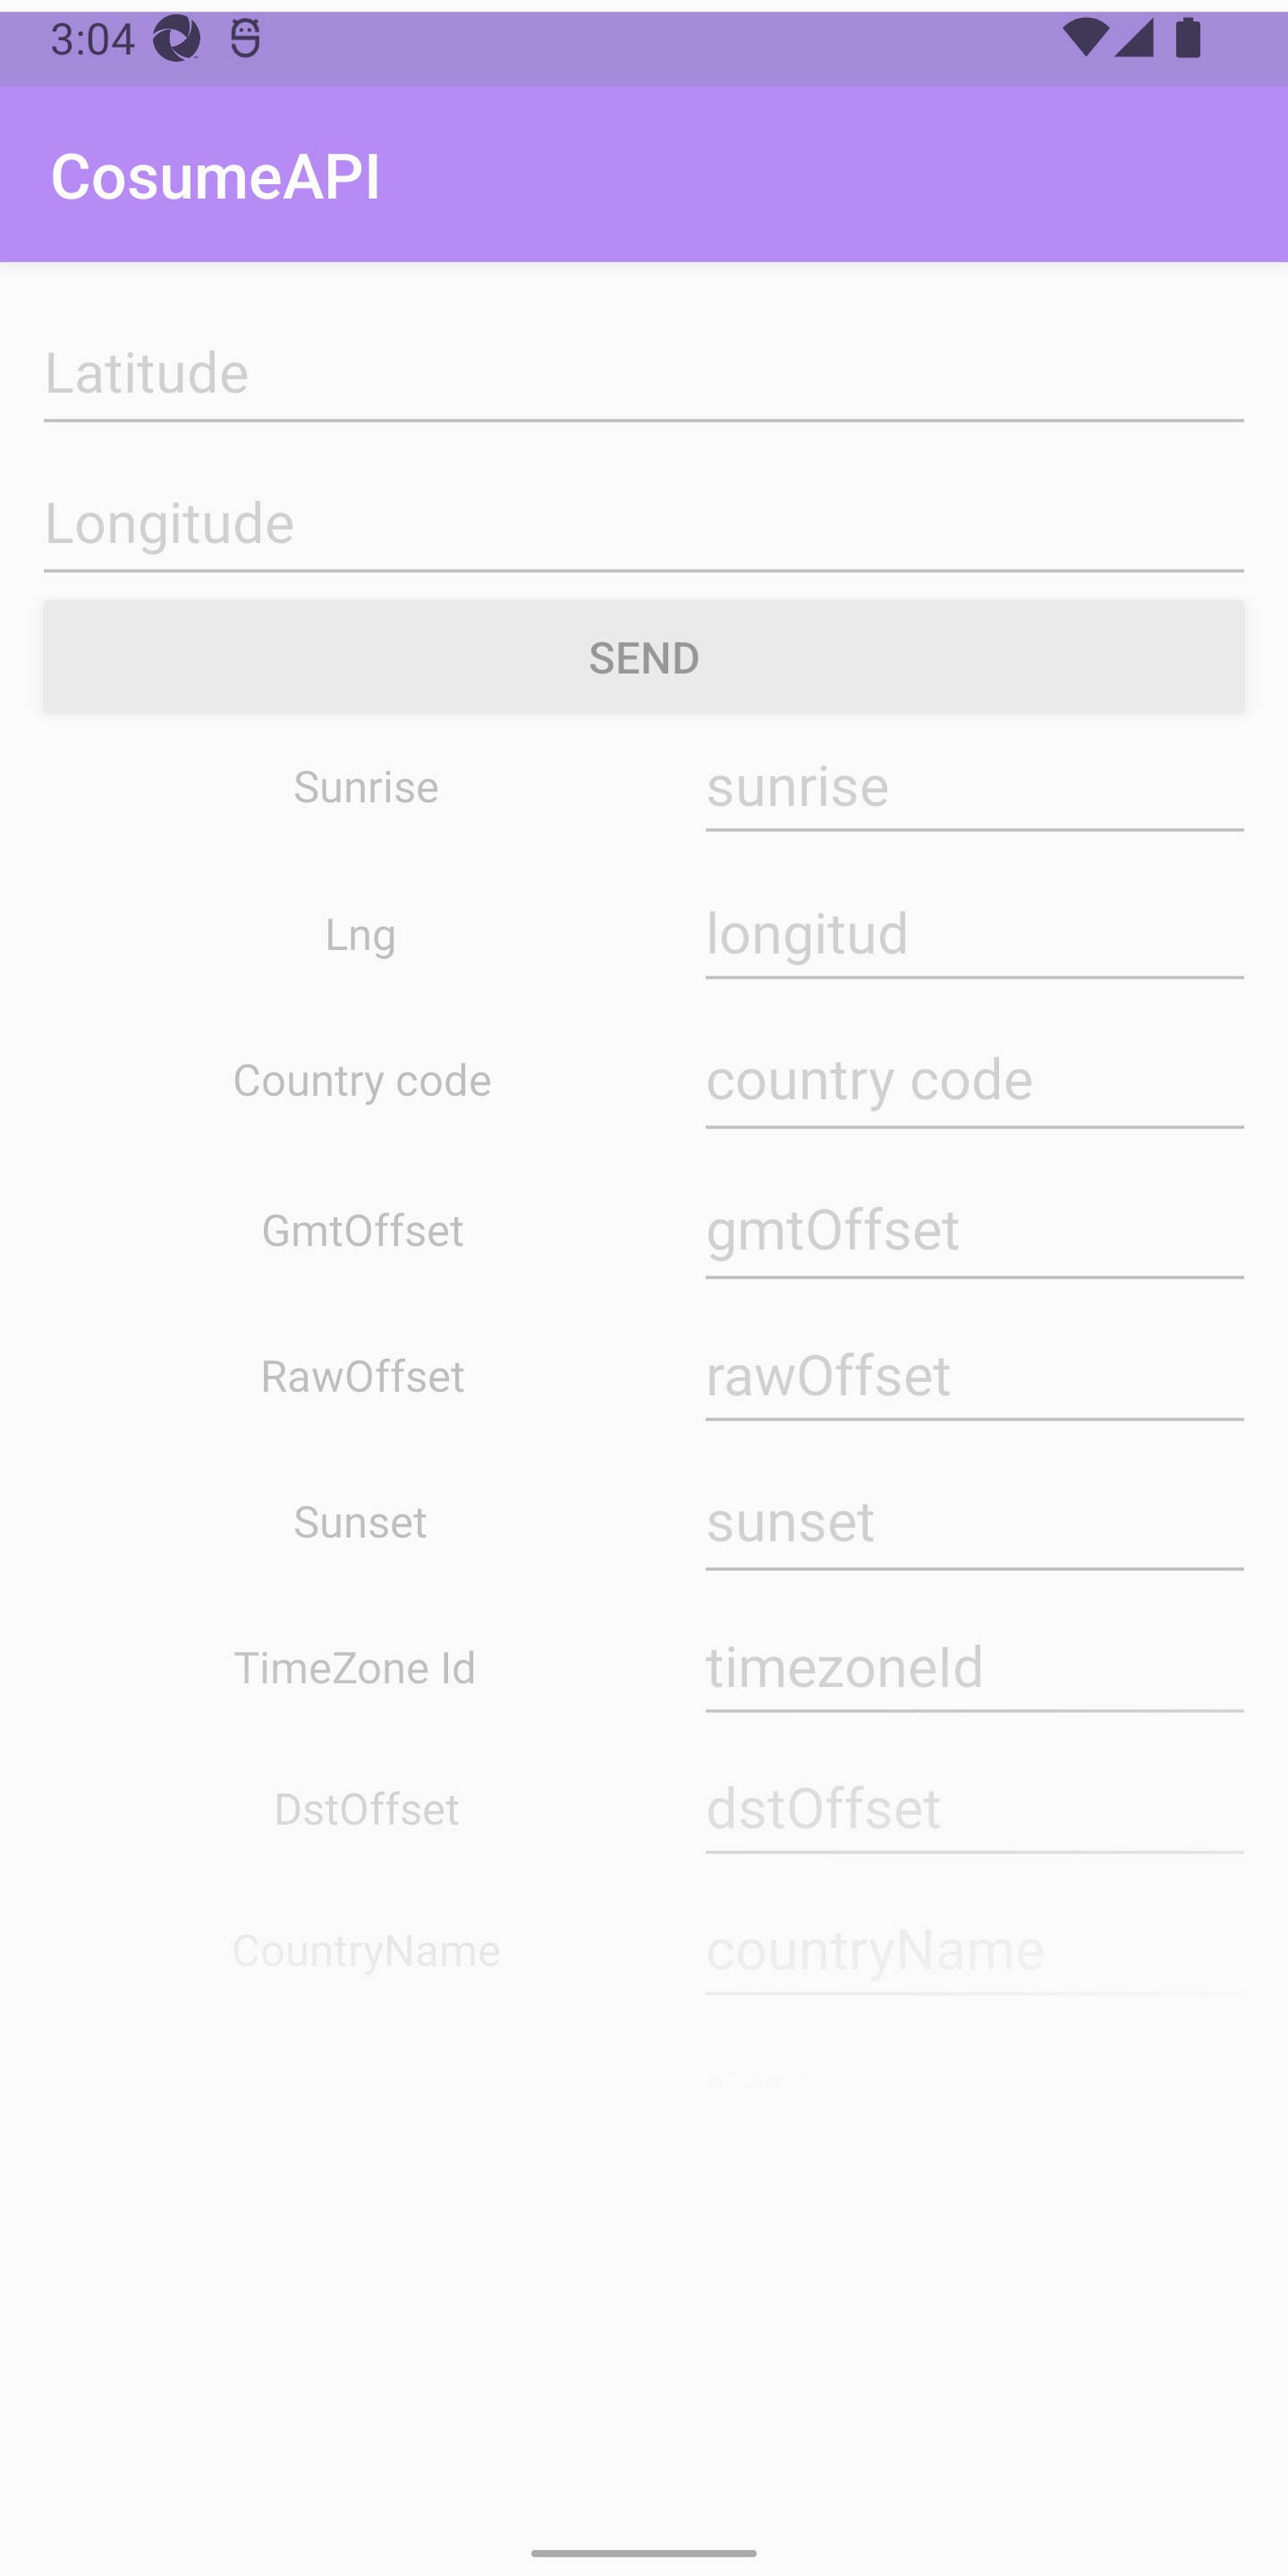 3:04
CosumeAPI
Latitude
Longitude
SEND
Sunrise sunrise
Lng longitud
Country code country code
GmtOffset gmtOffset
RawOffset rawOffset
Sunset sunset
TimeZone Id timezoneId
DstOffset dstOffset
CountryName countryName